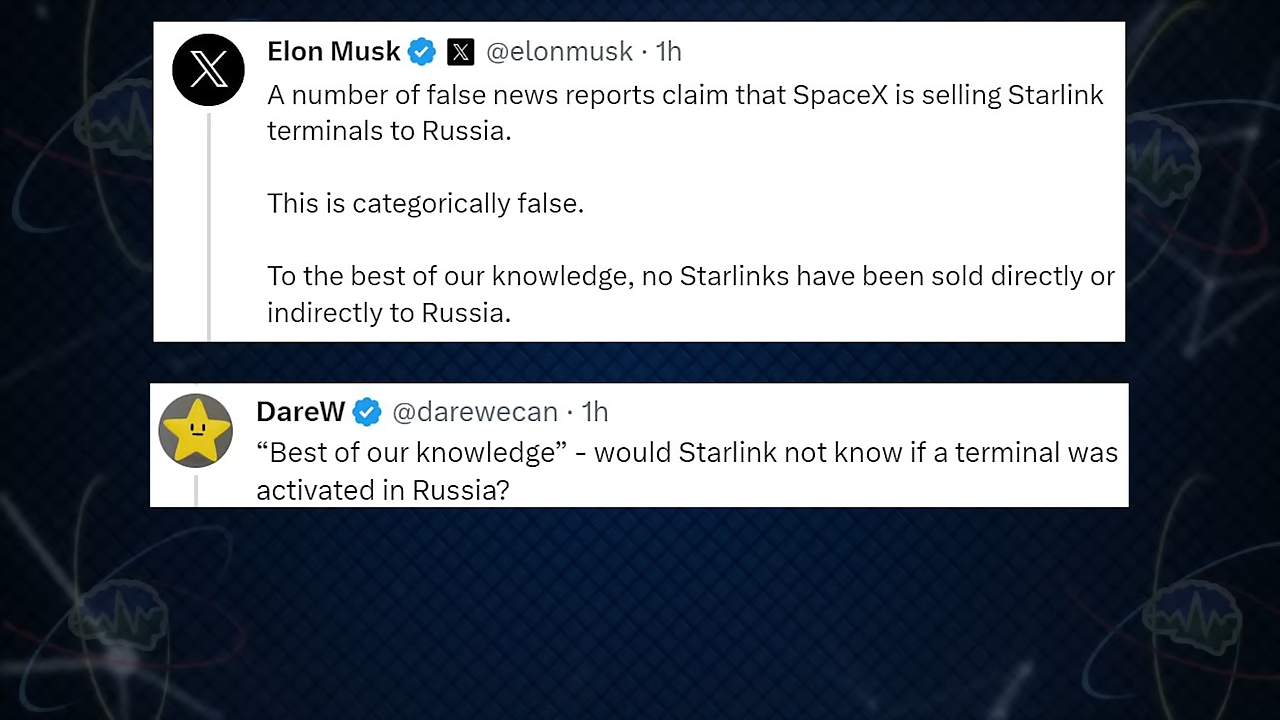 Elon Musk @elonmusk · 1h
A number of false news reports claim that SpaceX is selling Starlink
terminals to Russia.
This is categorically false.
To the best of our knowledge, no Starlinks have been sold directly or
indirectly to Russia.
DareW @darewecan · 1h
“Best of our knowledge” - would Starlink not know if a terminal was
activated in Russia?